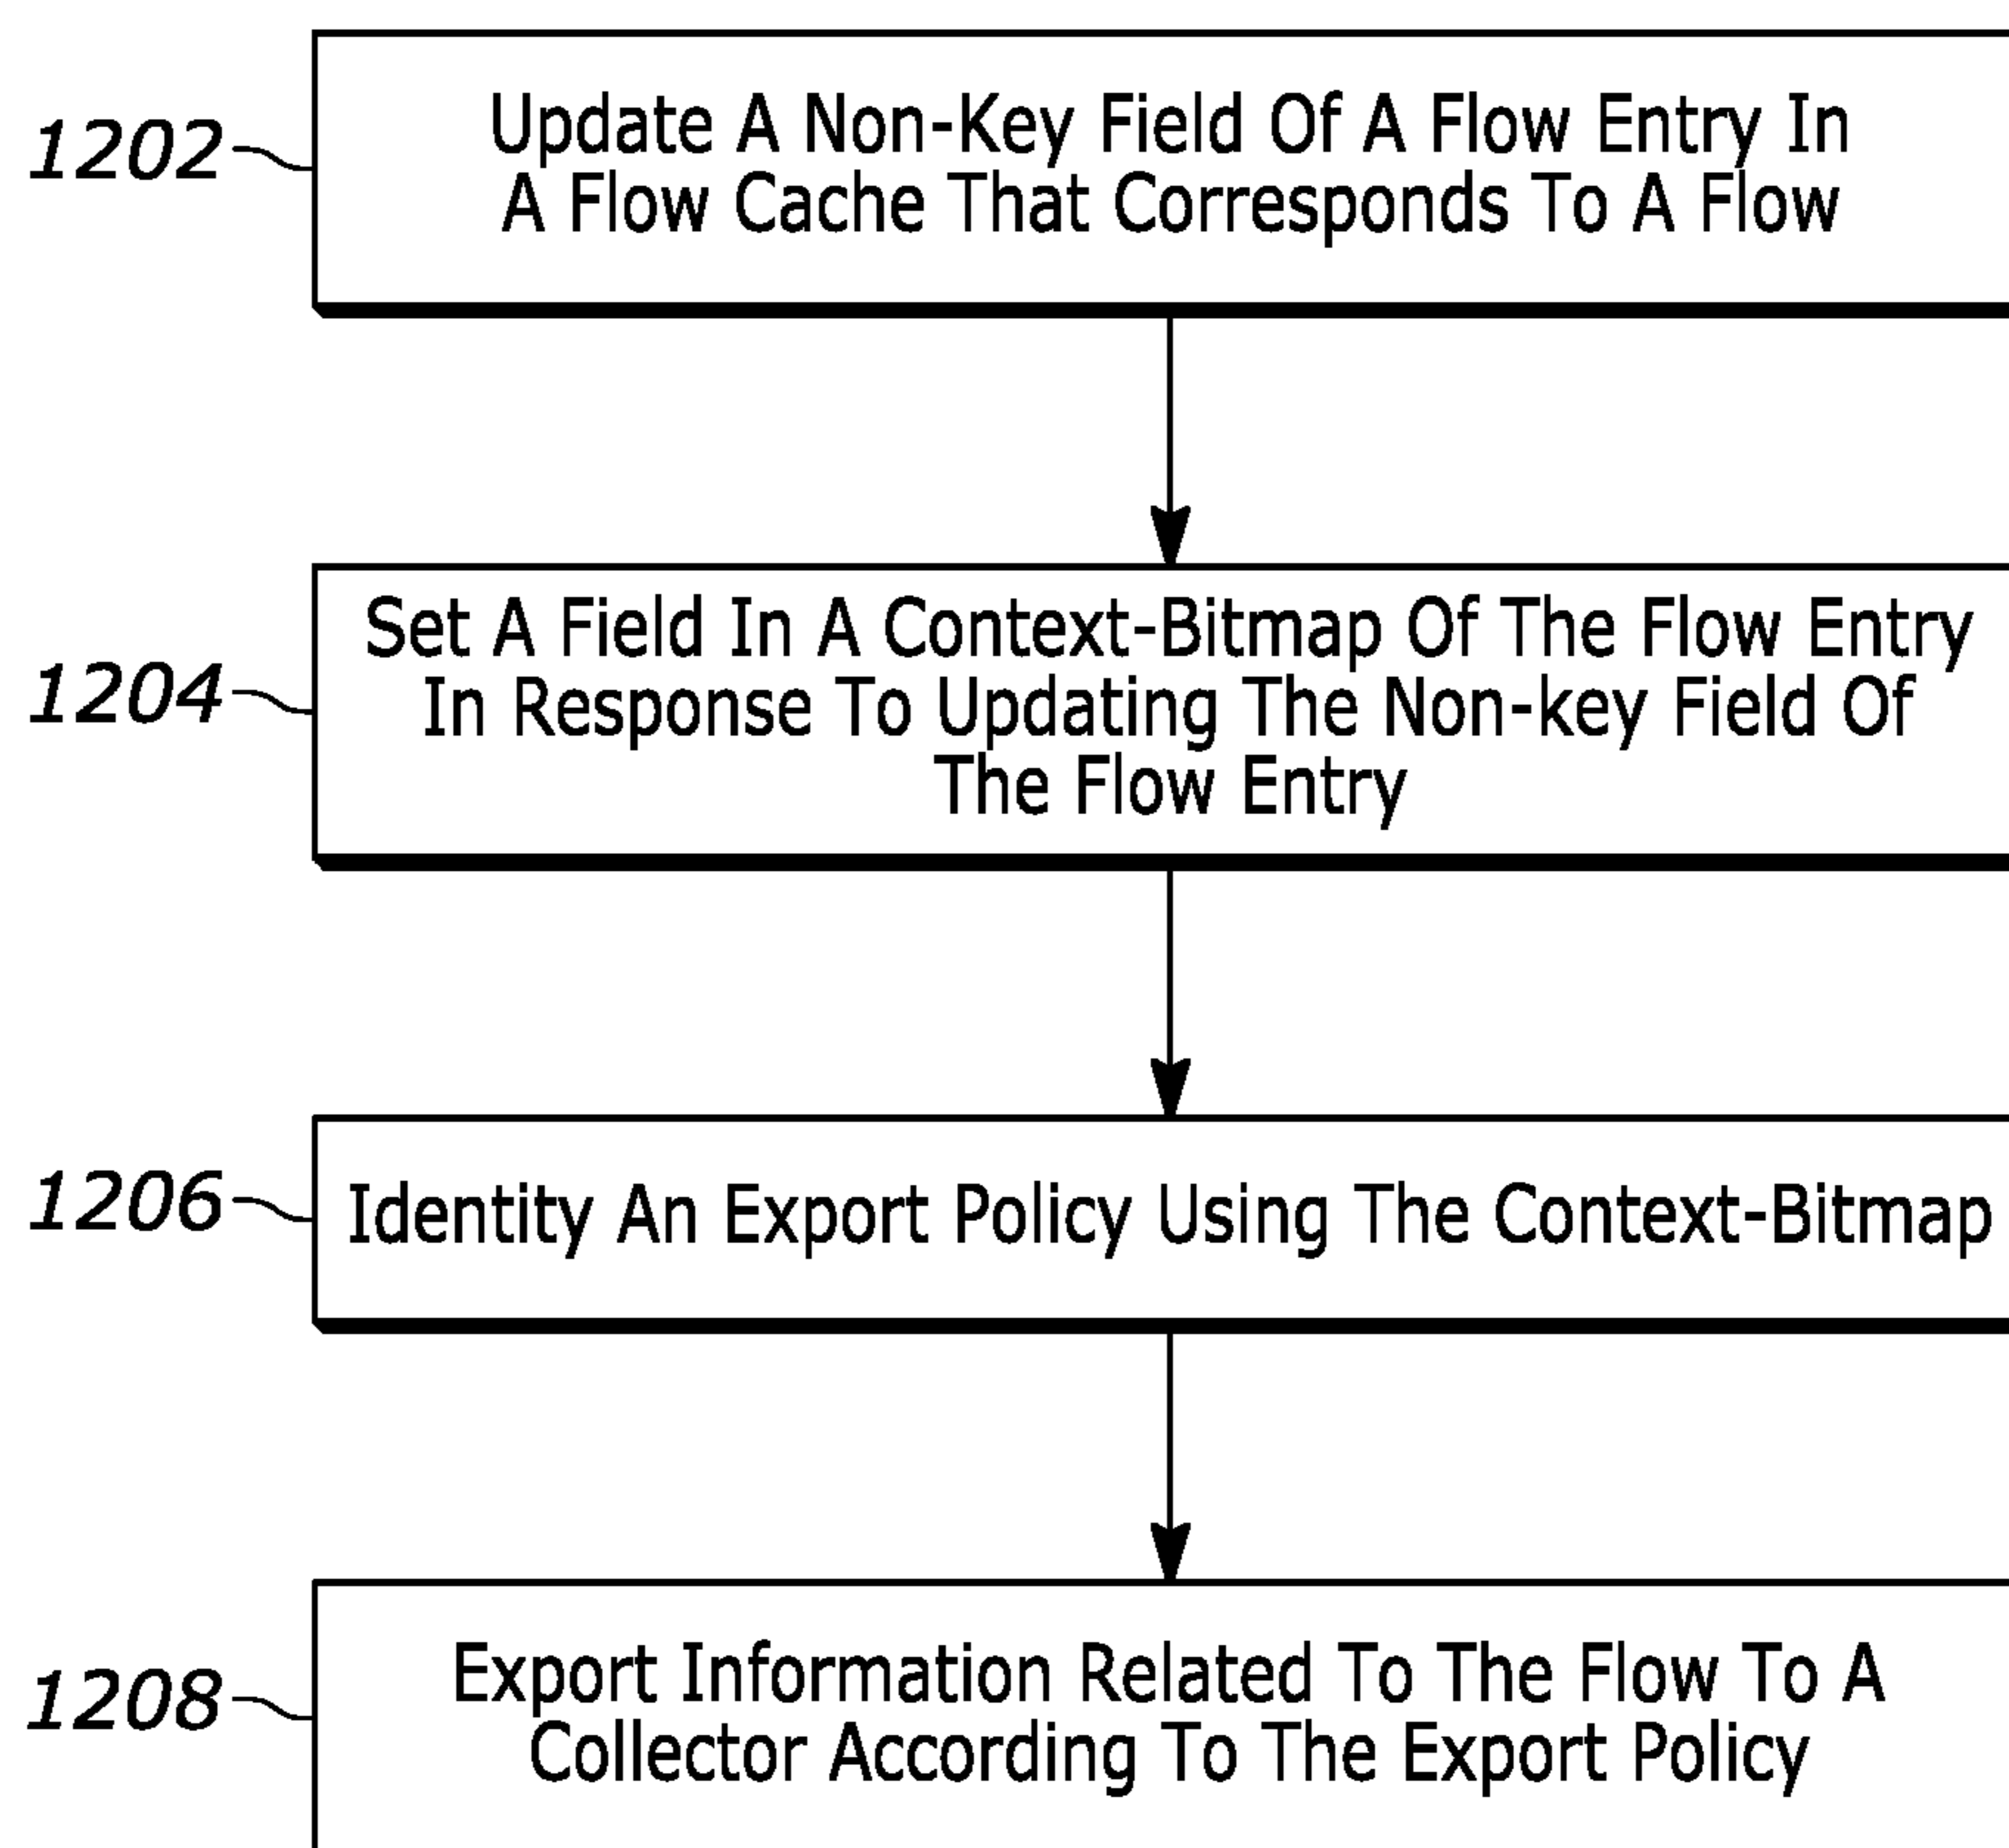 1202
Update A Non-Key Field Of A Flow Entry In
A Flow Cache That Corresponds To A Flow
1204
Set A Field In A Context-Bitmap Of The Flow Entry
In Response To Updating The Non-key Field Of
The Flow Entry
1206
Identity An Export Policy Using The Context-Bitmap
1208
Export Information Related To The Flow To A
Collector According To The Export Policy